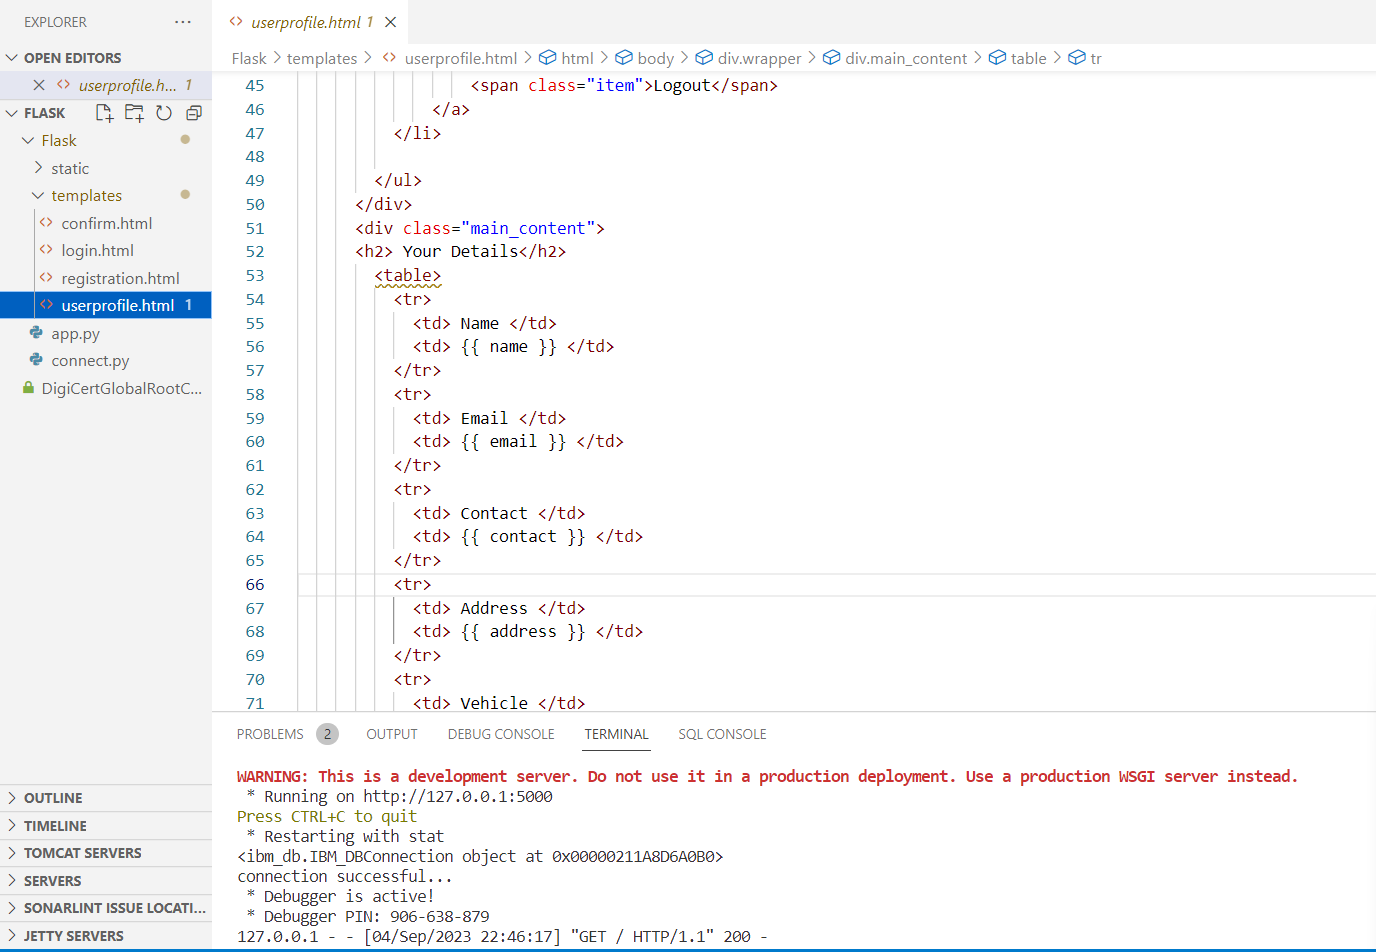 EXPLORER
OPEN EDITORS
userprofile.h... 1
FLASK
Flask
static
templates
confirm.html
login.html
registration.html
userprofile.html 1
app.py
connect.py
DigiCertGlobalRootC...
OUTLINE
TIMELINE
TOMCAT SERVERS
SERVERS
SONARLINT ISSUE LOCATI...
JETTY SERVERS
userprofile.html 1
Flask > templates > userprofile.html > html > body > div.wrapper > div.main_content > table > tr
45 <span class="item">Logout</span>
46 </a>
47 </li>
48
49 </ul>
50 </div>
51 <div class="main_content">
52 <h2> Your Details</h2>
53 <table>
54 <tr>
55 <td> Name </td>
56 <td> {{ name }} </td>
57 </tr>
58 <tr>
59 <td> Email </td>
60 <td> {{ email }} </td>
61 </tr>
62 <tr>
63 <td> Contact </td>
64 <td> {{ contact }} </td>
65 </tr>
66 <tr>
67 <td> Address </td>
68 <td> {{ address }} </td>
69 </tr>
70 <tr>
71 <td> Vehicle </td>
PROBLEMS 2 OUTPUT DEBUG CONSOLE TERMINAL SQL CONSOLE
WARNING: This is a development server. Do not use it in a production deployment. Use a production WSGI server instead.
* Running on http://127.0.0.1:5000
Press CTRL+C to quit
* Restarting with stat
<ibm_db.IBM_DBConnection object at 0x00000211A8D6A0B0>
connection successful...
* Debugger is active!
* Debugger PIN: 906-638-879
127.0.0.1 - - [04/Sep/2023 22:46:17] "GET / HTTP/1.1" 200 -